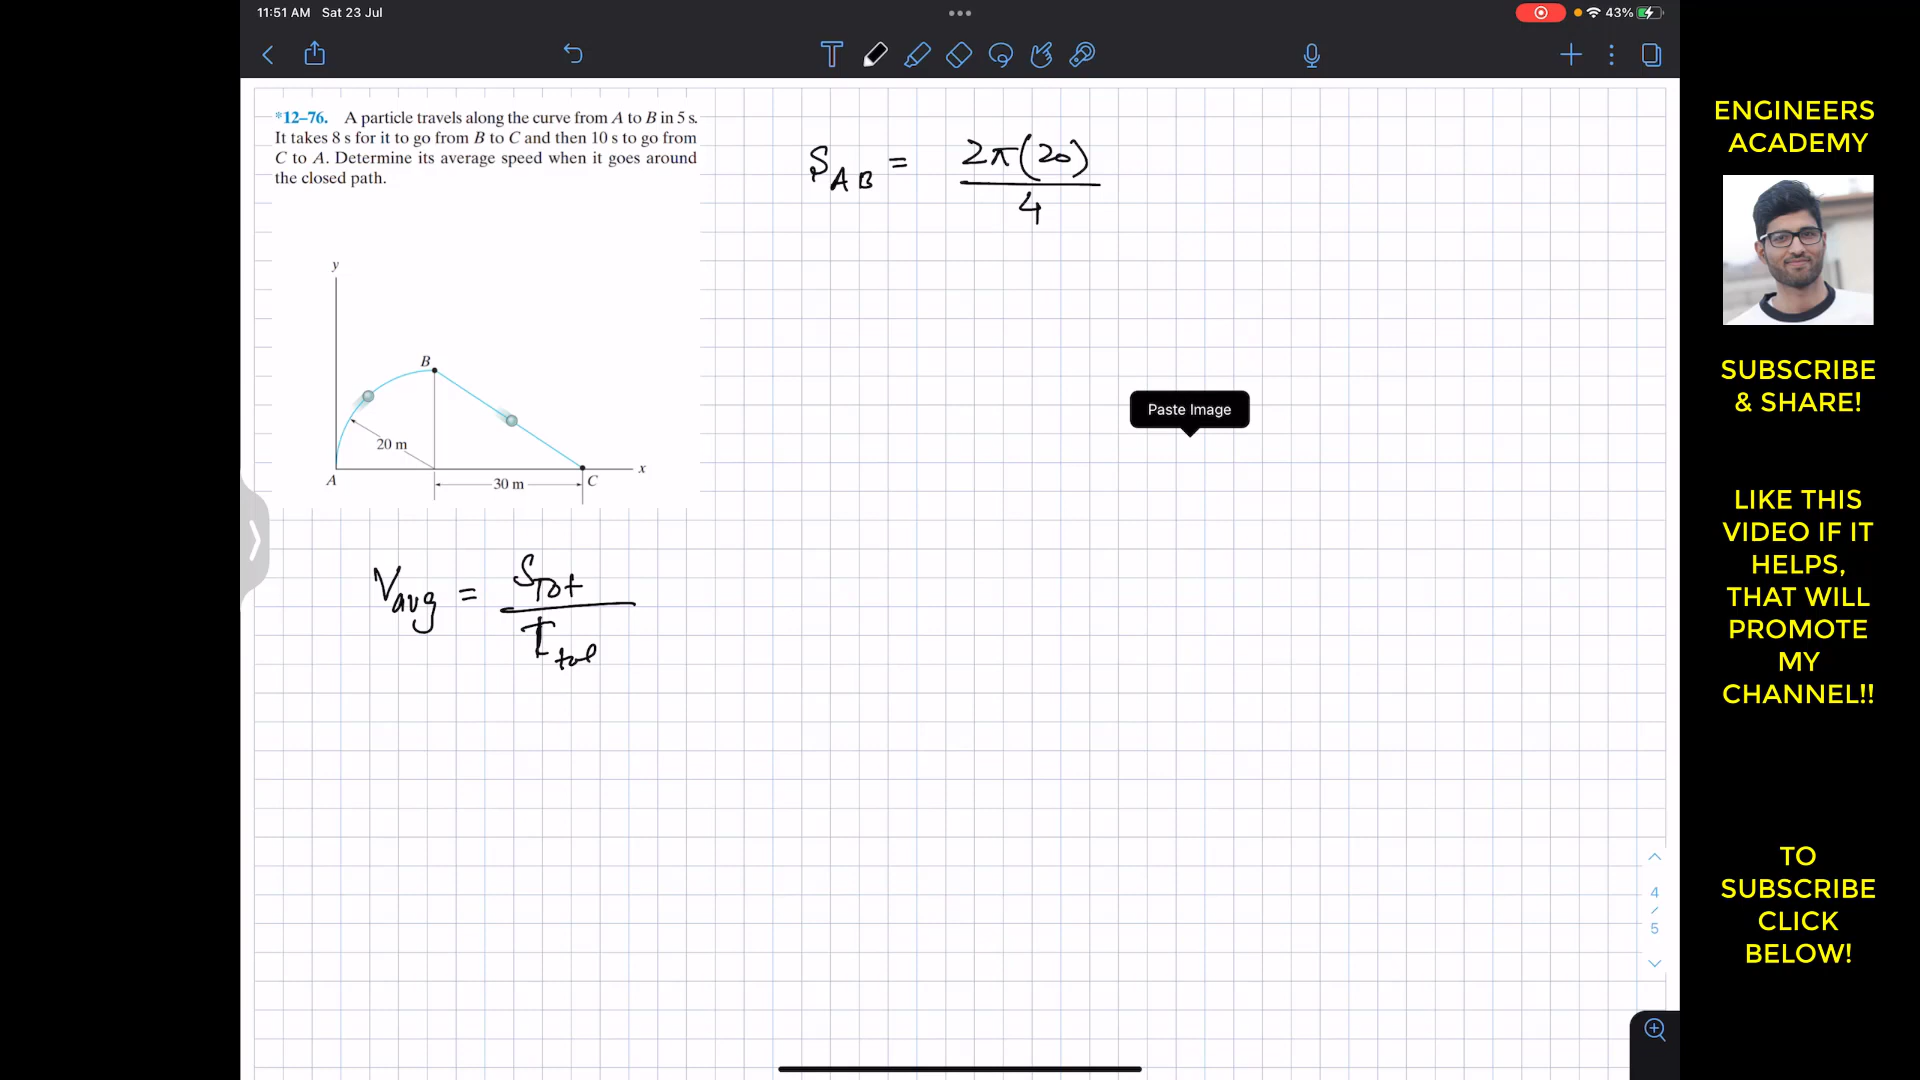 11:51 AM Sat 23 Jul
43%
*12–76. A particle travels along the curve from A to B in 5 s.
It takes 8 s for it to go from B to C and then 10 s to go from
C to A. Determine its average speed when it goes around
the closed path.
y
B
20 m
A
30 m
C
x
S_AB = 2π(20)
4
Paste Image
V_avg = S_Tot
T_tot
4
5
ENGINEERS
ACADEMY
SUBSCRIBE
& SHARE!
LIKE THIS
VIDEO IF IT
HELPS,
THAT WILL
PROMOTE
MY
CHANNEL!!
TO
SUBSCRIBE
CLICK
BELOW!